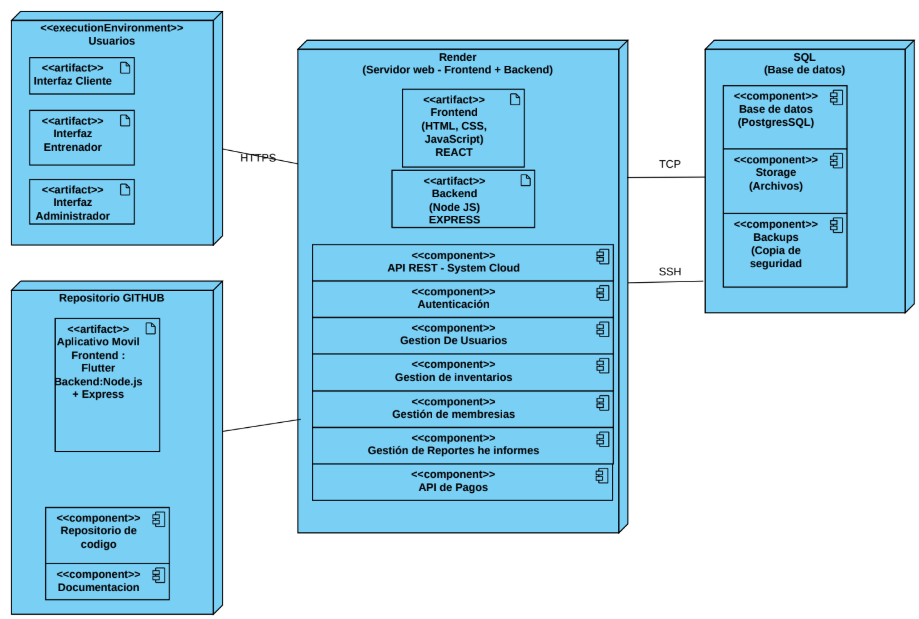 <<executionEnvironment>>
Usuarios
<<artifact>>
Interfaz Cliente
<<artifact>>
Interfaz
Entrenador
<<artifact>>
Interfaz
Administrador
HTTPS
Repositorio GITHUB
<<artifact>>
Aplicativo Movil
Frontend :
Flutter
Backend:Node.js
+ Express
<<component>>
Repositorio de
codigo
<<component>>
Documentacion
Render
(Servidor web - Frontend + Backend)
<<artifact>>
Frontend
(HTML, CSS,
JavaScript)
REACT
<<artifact>>
Backend
(Node JS)
EXPRESS
<<component>>
API REST - System Cloud
<<component>>
Autenticación
<<component>>
Gestion De Usuarios
<<component>>
Gestion de inventarios
<<component>>
Gestión de membresias
<<component>>
Gestión de Reportes he informes
<<component>>
API de Pagos
TCP
SSH
SQL
(Base de datos)
<<component>>
Base de datos
(PostgresSQL)
<<component>>
Storage
(Archivos)
<<component>>
Backups
(Copia de
seguridad